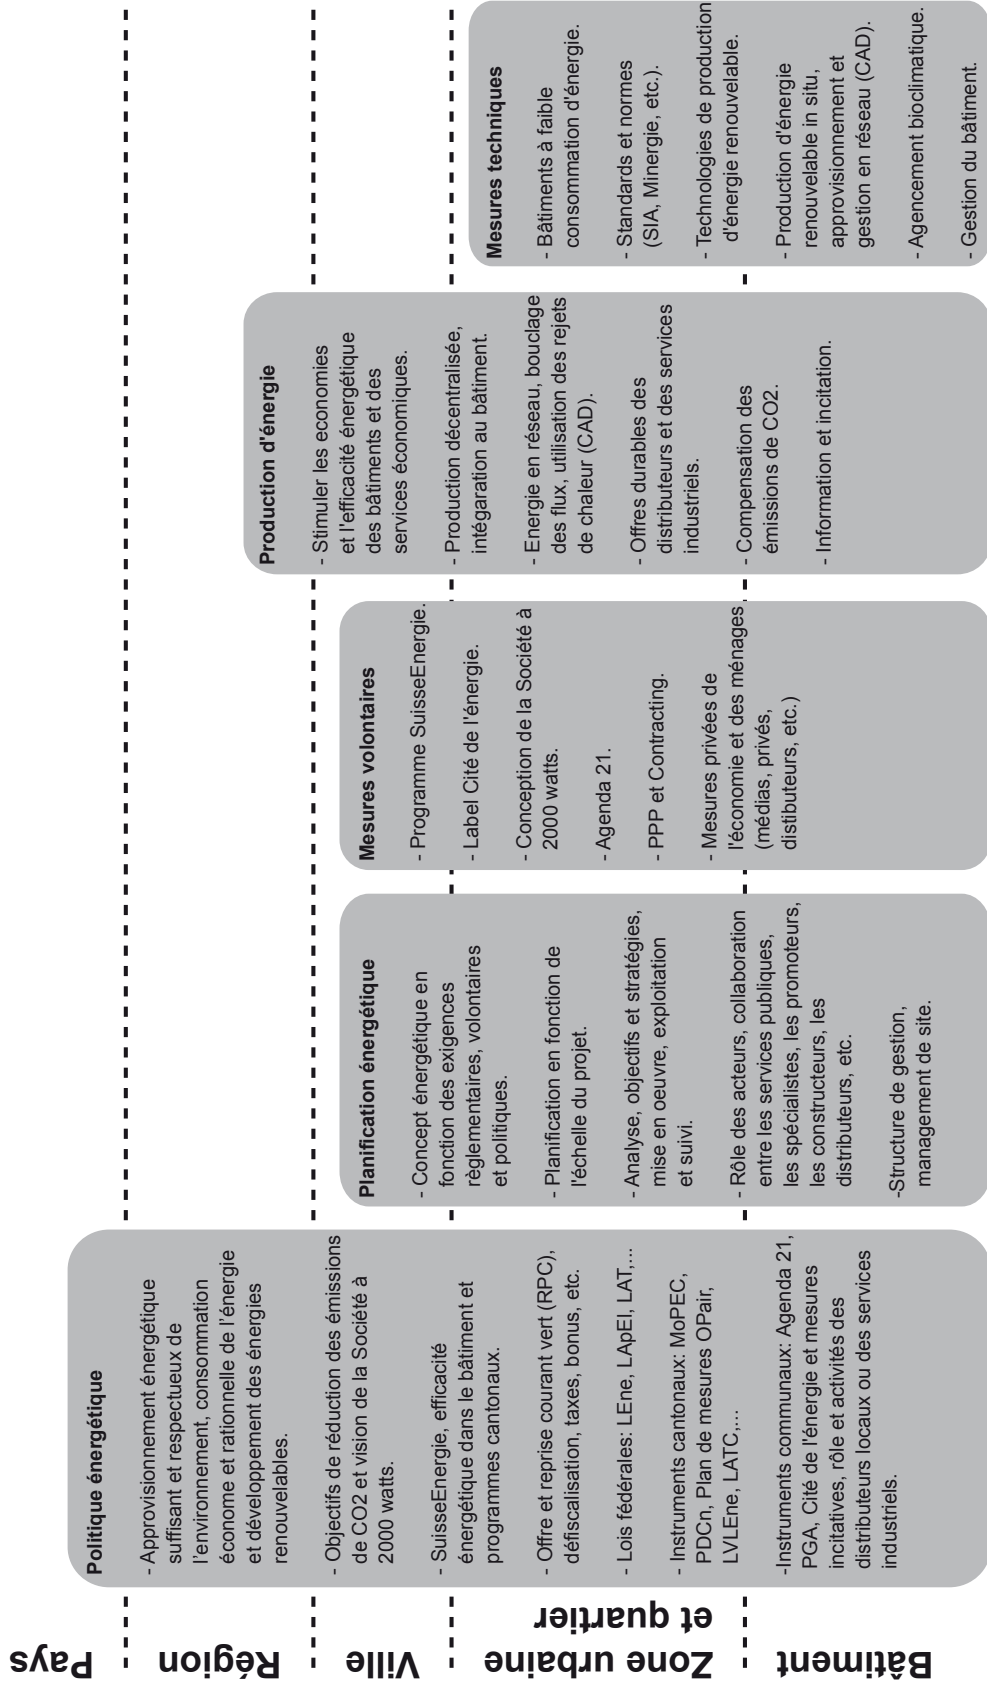 Pays
Région
Ville
Zone urbaine
et quartier
Bâtiment
Politique énergétique
- Approvisionnement énergétique
suffisant et respectueux de
l'environnement, consommation
économe et rationnelle de l'énergie
et développement des énergies
renouvelables.
- Objectifs de réduction des émissions
de CO2 et vision de la Société à
2000 watts.
- SuisseEnergie, efficacité
énergétique dans le bâtiment et
programmes cantonaux.
- Offre et reprise courant vert (RPC),
défiscalisation, taxes, bonus, etc.
- Lois fédérales: LEne, LApEl, LAT,...
- Instruments cantonaux: MoPEC,
PDCn, Plan de mesures OPair,
LVLEne, LATC,...
-Instruments communaux: Agenda 21,
PGA, Cité de l'énergie et mesures
incitatives, rôle et activités des
distributeurs locaux ou des services
industriels.
Planification énergétique
- Concept énergétique en
fonction des exigences
règlementaires, volontaires
et politiques.
- Planification en fonction de
l'échelle du projet.
- Analyse, objectifs et stratégies,
mise en oeuvre, exploitation
et suivi.
- Rôle des acteurs, collaboration
entre les services publiques,
les spécialistes, les promoteurs,
les constructeurs, les
distributeurs, etc.
-Structure de gestion,
management de site.
Mesures volontaires
- Programme SuisseEnergie.
- Label Cité de l'énergie.
- Conception de la Société à
2000 watts.
- Agenda 21.
- PPP et Contracting.
- Mesures privées de
l'économie et des ménages
(médias, privés,
distibuteurs, etc.)
Production d'énergie
- Stimuler les economies
et l'efficacité énergétique
des bâtiments et des
services économiques.
- Production décentralisée,
intégaration au bâtiment.
- Energie en réseau, bouclage
des flux, utilisation des rejets
de chaleur (CAD).
- Offres durables des
distributeurs et des services
industriels.
- Compensation des
émissions de CO2.
- Information et incitation.
Mesures techniques
- Bâtiments à faible
consommation d'énergie.
- Standards et normes
(SIA, Minergie, etc.).
- Technologies de production
d'énergie renouvelable.
- Production d'énergie
renouvelable in situ,
approvisionnement et
gestion en réseau (CAD).
- Agencement bioclimatique.
- Gestion du bâtiment.